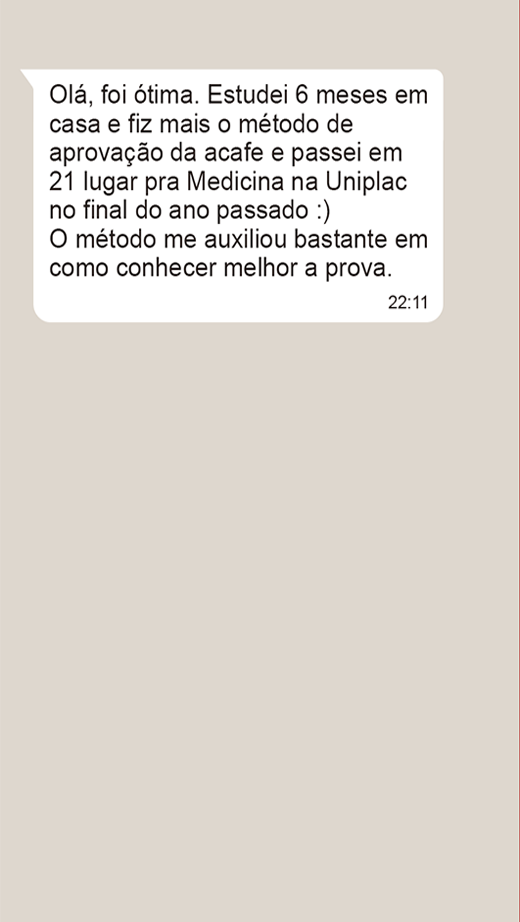 Olá, foi ótima. Estudei 6 meses em
casa e fiz mais o método de
aprovação da acafe e passei em
21 lugar pra Medicina na Uniplac
no final do ano passado :)
O método me auxiliou bastante em
como conhecer melhor a prova.
22:11